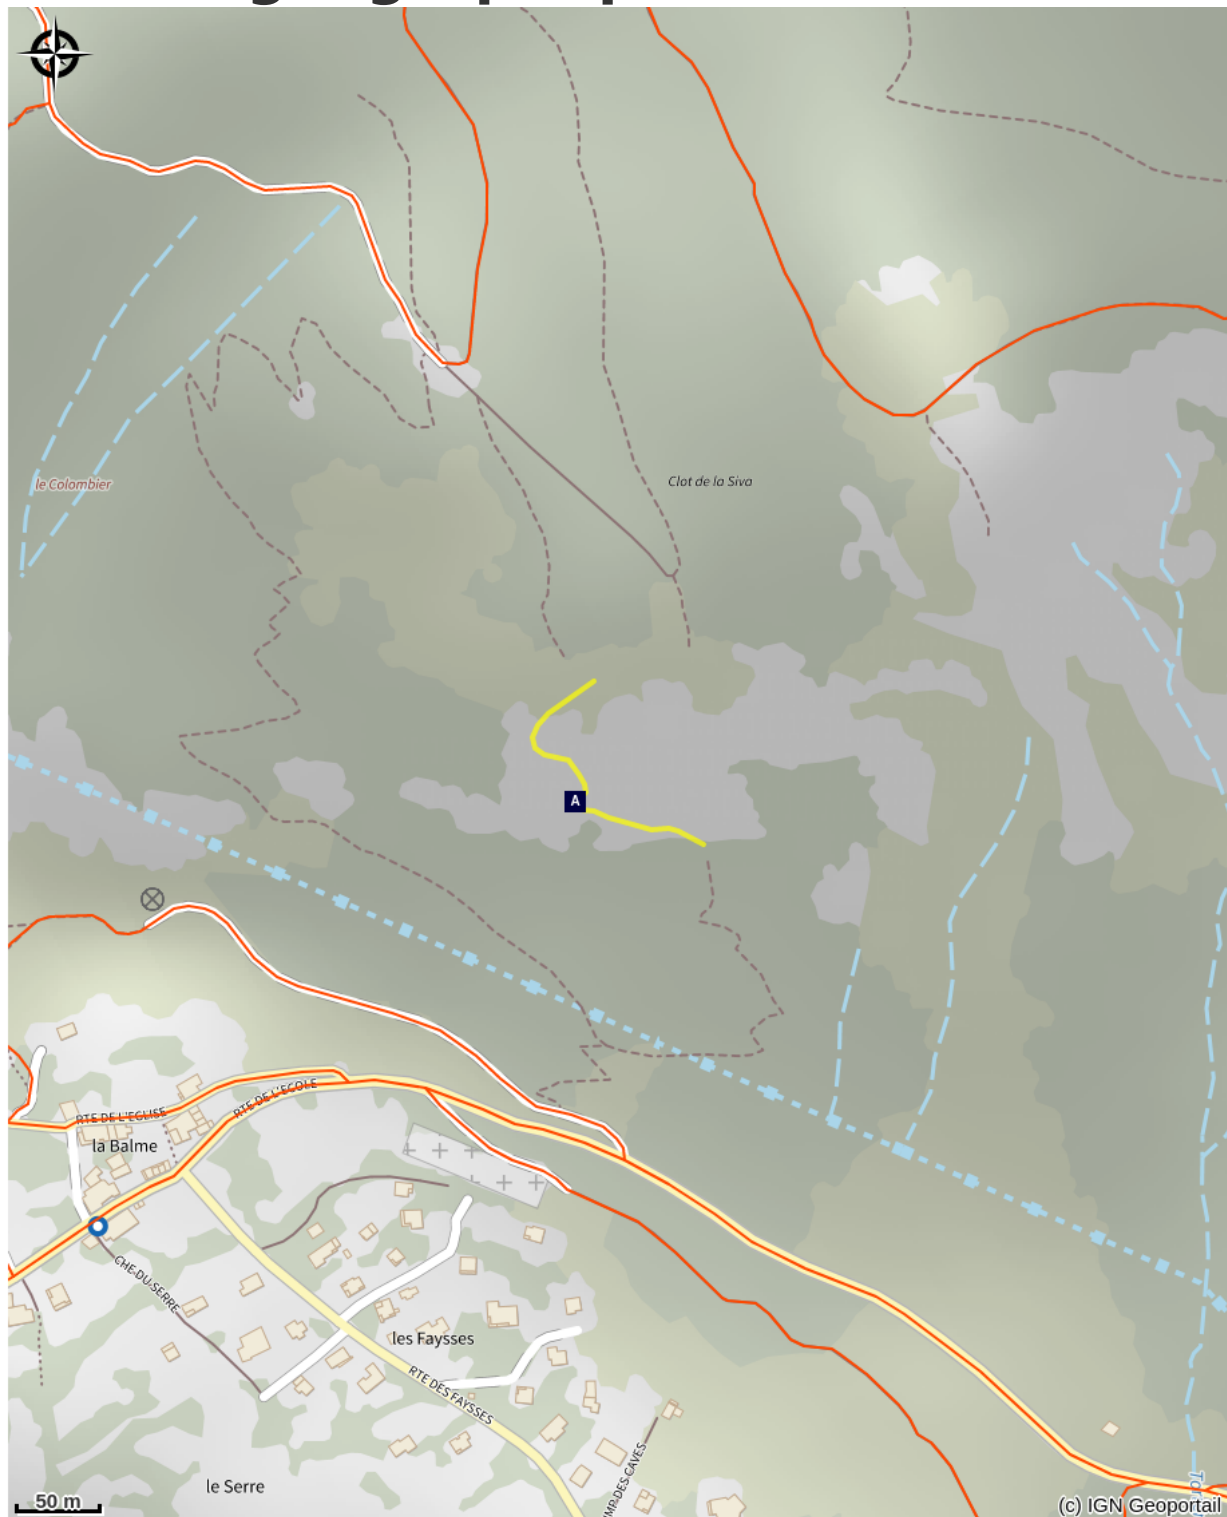 le Colombier
Clot de la Siva
A
RTE DE L'EGLISE
RTE DE L'ECOLE
la Balme
CHE DU SERRE
les Faysses
RTE DES FAYSSES
le Serre
50 m
(c) IGN Geoportail